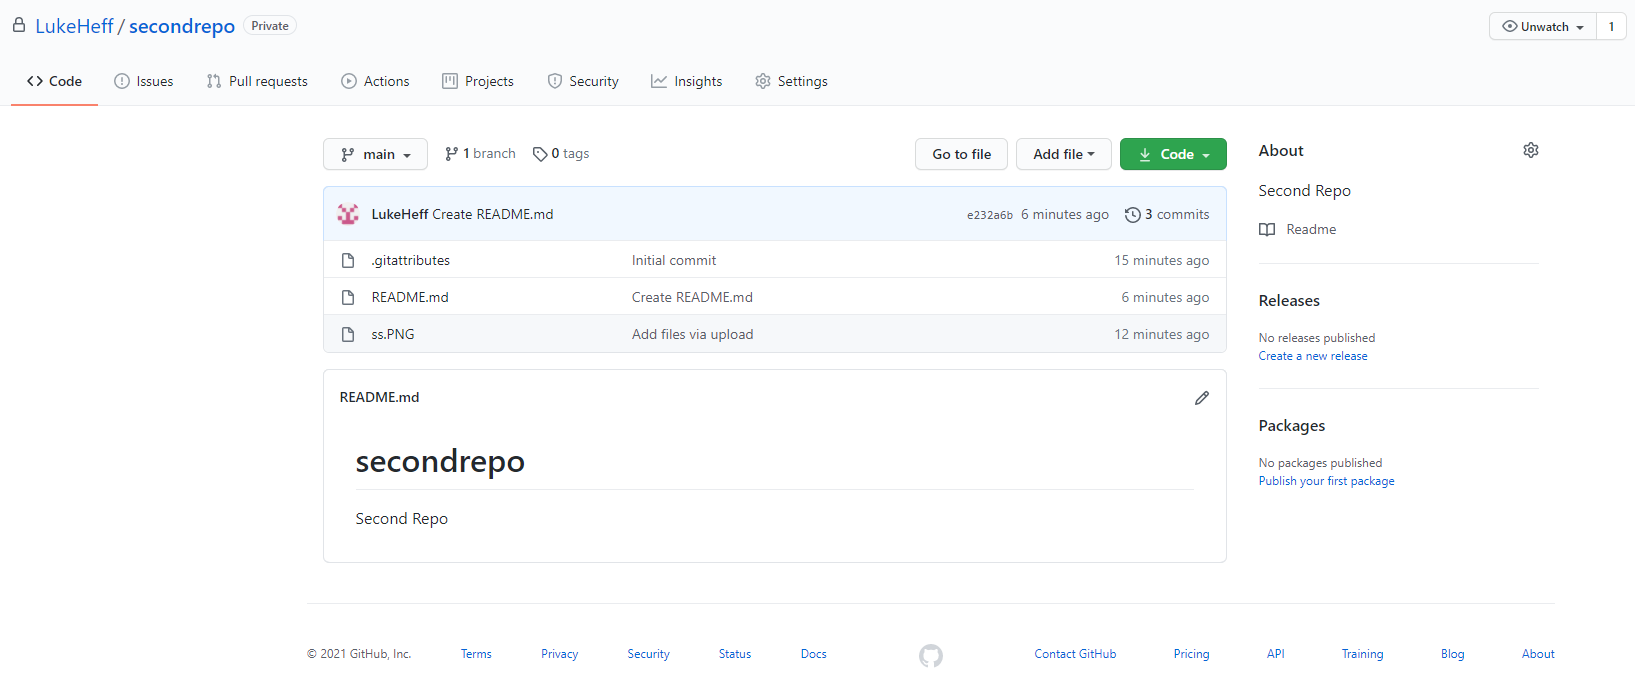 LukeHeff / secondrepo Private
Unwatch 1
Code Issues Pull requests Actions Projects Security Insights Settings
main 1 branch 0 tags Go to file Add file Code
LukeHeff Create README.md e232a6b 6 minutes ago 3 commits
.gitattributes Initial commit 15 minutes ago
README.md Create README.md 6 minutes ago
ss.PNG Add files via upload 12 minutes ago
README.md
secondrepo
Second Repo
About
Second Repo
Readme
Releases
No releases published
Create a new release
Packages
No packages published
Publish your first package
© 2021 GitHub, Inc. Terms Privacy Security Status Docs Contact GitHub Pricing API Training Blog About